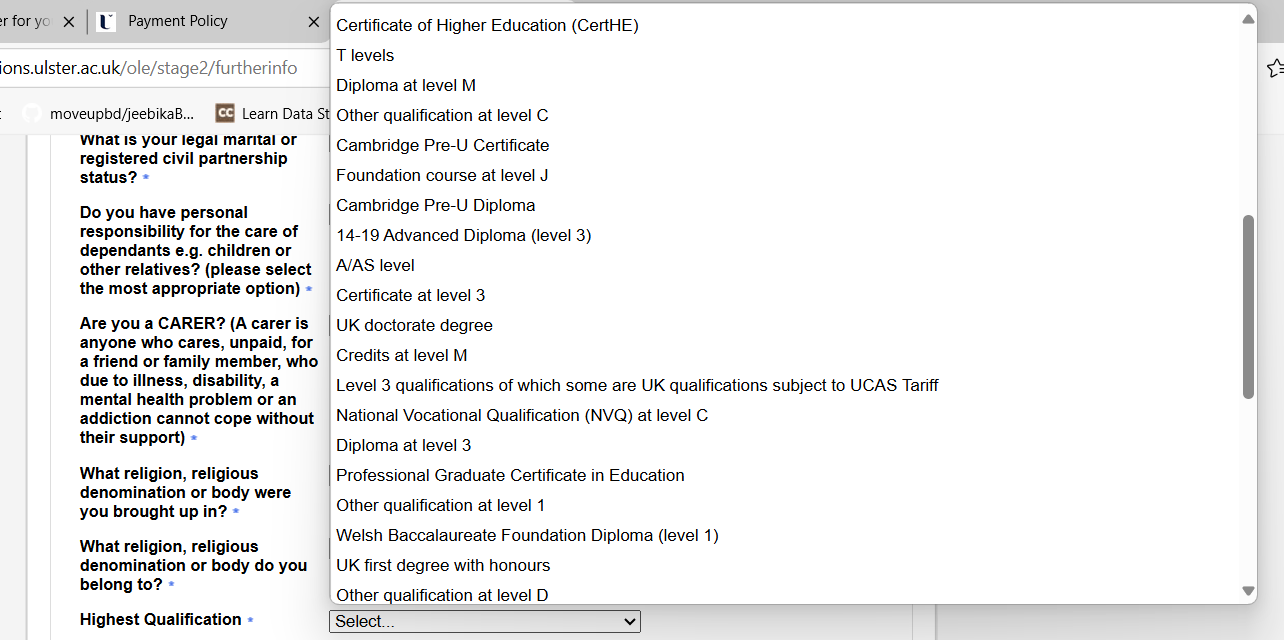 er for yo
Payment Policy
ions.ulster.ac.uk/ole/stage2/furtherinfo
moveupbd/jeebikaB...
CC Learn Data St
What is your legal marital or
registered civil partnership
status? *
Do you have personal
responsibility for the care of
dependants e.g. children or
other relatives? (please select
the most appropriate option) *
Are you a CARER? (A carer is
anyone who cares, unpaid, for
a friend or family member, who
due to illness, disability, a
mental health problem or an
addiction cannot cope without
their support) *
What religion, religious
denomination or body were
you brought up in? *
What religion, religious
denomination or body do you
belong to? *
Highest Qualification *
Select...
Certificate of Higher Education (CertHE)
T levels
Diploma at level M
Other qualification at level C
Cambridge Pre-U Certificate
Foundation course at level J
Cambridge Pre-U Diploma
14-19 Advanced Diploma (level 3)
A/AS level
Certificate at level 3
UK doctorate degree
Credits at level M
Level 3 qualifications of which some are UK qualifications subject to UCAS Tariff
National Vocational Qualification (NVQ) at level C
Diploma at level 3
Professional Graduate Certificate in Education
Other qualification at level 1
Welsh Baccalaureate Foundation Diploma (level 1)
UK first degree with honours
Other qualification at level D